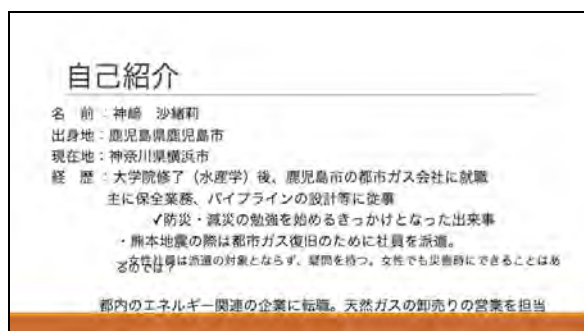 自己紹介
名　前：神﨑　沙緒莉
出身地：鹿児島県鹿児島市
現在地：神奈川県横浜市
経　歴：大学院修了（水産学）後、鹿児島市の都市ガス会社に就職
主に保全業務、パイプラインの設計等に従事
✓防災・減災の勉強を始めるきっかけとなった出来事
・熊本地震の際は都市ガス復旧のために社員を派遣。
→女性社員は派遣の対象とならず、疑問を持つ。女性でも災害時にできることはあ
るのでは？
都内のエネルギー関連の企業に転職。天然ガスの卸売りの営業を担当